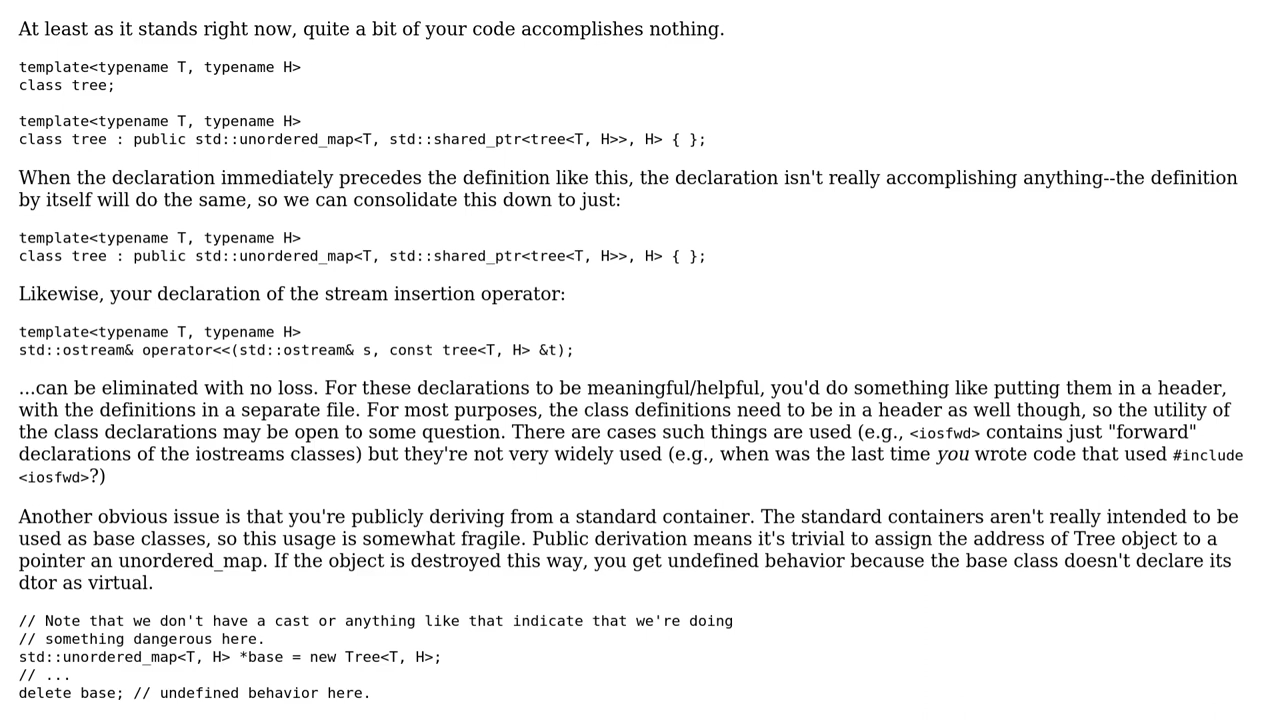 At least as it stands right now, quite a bit of your code accomplishes nothing.
template<typename T, typename H>
class tree;
template<typename T, typename H>
class tree : public std::unordered_map<T, std::shared_ptr<tree<T, H>>, H> { };
When the declaration immediately precedes the definition like this, the declaration isn't really accomplishing anything--the definition
by itself will do the same, so we can consolidate this down to just:
template<typename T, typename H>
class tree : public std::unordered_map<T, std::shared_ptr<tree<T, H>>, H> { };
Likewise, your declaration of the stream insertion operator:
template<typename T, typename H>
std::ostream& operator<<(std::ostream& s, const tree<T, H> &t);
...can be eliminated with no loss. For these declarations to be meaningful/helpful, you'd do something like putting them in a header,
with the definitions in a separate file. For most purposes, the class definitions need to be in a header as well though, so the utility of
the class declarations may be open to some question. There are cases such things are used (e.g., <iosfwd> contains just "forward"
declarations of the iostreams classes) but they're not very widely used (e.g., when was the last time you wrote code that used #include
<iosfwd>?)
Another obvious issue is that you're publicly deriving from a standard container. The standard containers aren't really intended to be
used as base classes, so this usage is somewhat fragile. Public derivation means it's trivial to assign the address of Tree object to a
pointer an unordered_map. If the object is destroyed this way, you get undefined behavior because the base class doesn't declare its
dtor as virtual.
// Note that we don't have a cast or anything like that indicate that we're doing
// something dangerous here.
std::unordered_map<T, H> *base = new Tree<T, H>;
// ...
delete base; // undefined behavior here.